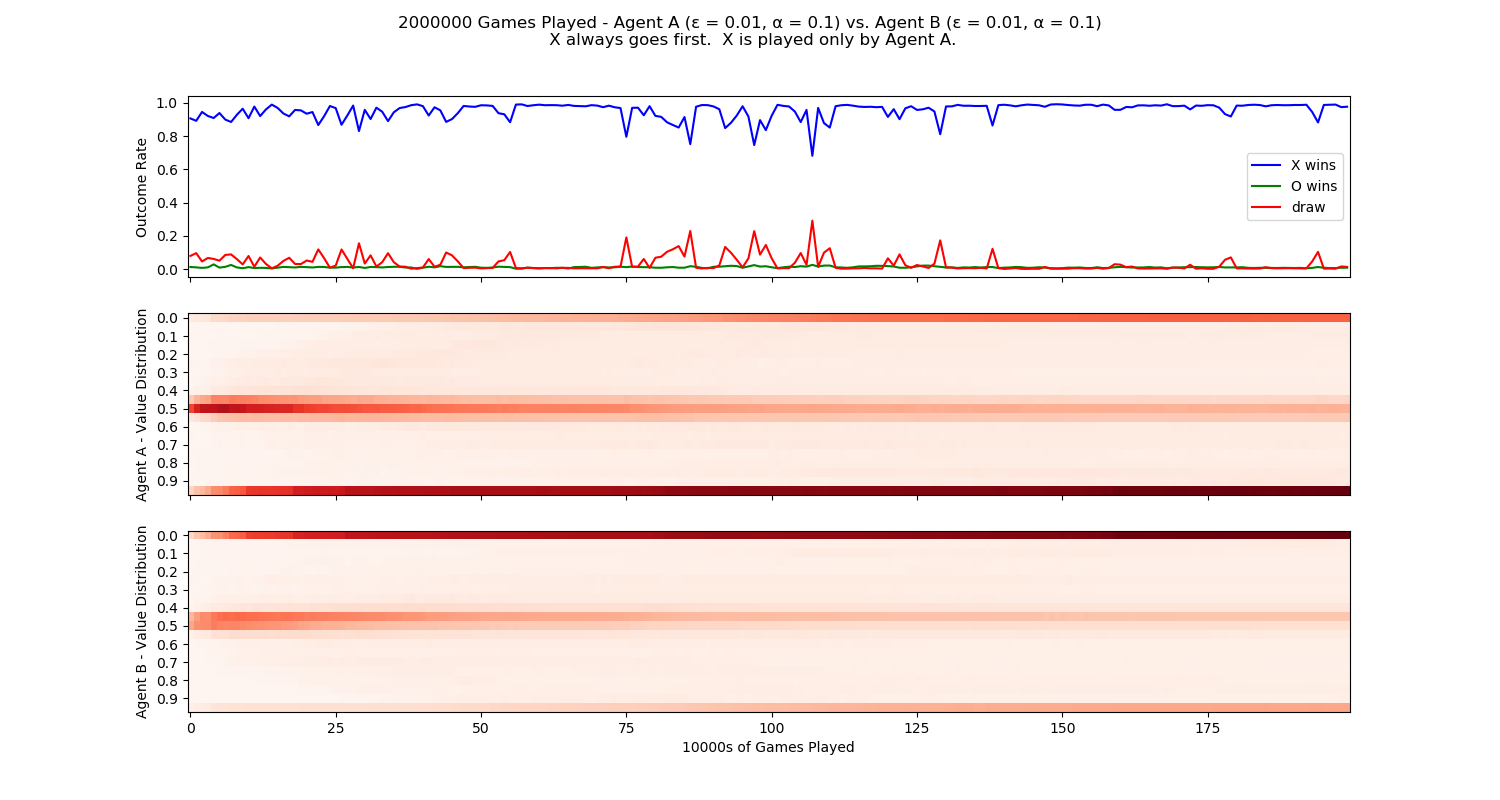 2000000 Games Played - Agent A (ε = 0.01, α = 0.1) vs. Agent B (ε = 0.01, α = 0.1)
X always goes first.  X is played only by Agent A.
Outcome Rate
1.0
0.8
0.6
0.4
0.2
0.0
X wins
O wins
draw
Agent A - Value Distribution
0.0
0.1
0.2
0.3
0.4
0.5
0.6
0.7
0.8
0.9
Agent B - Value Distribution
0.0
0.1
0.2
0.3
0.4
0.5
0.6
0.7
0.8
0.9
0 25 50 75 100 125 150 175
10000s of Games Played